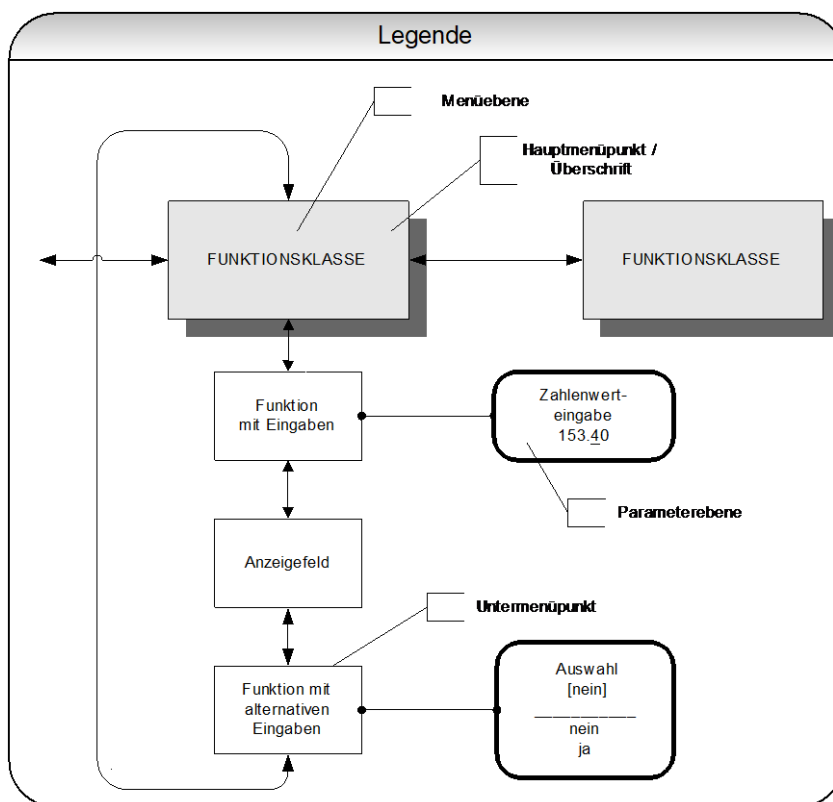 Legende
Menüebene
Hauptmenüpunkt /
Überschrift
FUNKTIONSKLASSE
FUNKTIONSKLASSE
Funktion
mit Eingaben
Zahlenwert-
eingabe
153.40
Parameterebene
Anzeigefeld
Untermenüpunkt
Funktion mit
alternativen
Eingaben
Auswahl
[nein]
nein
ja